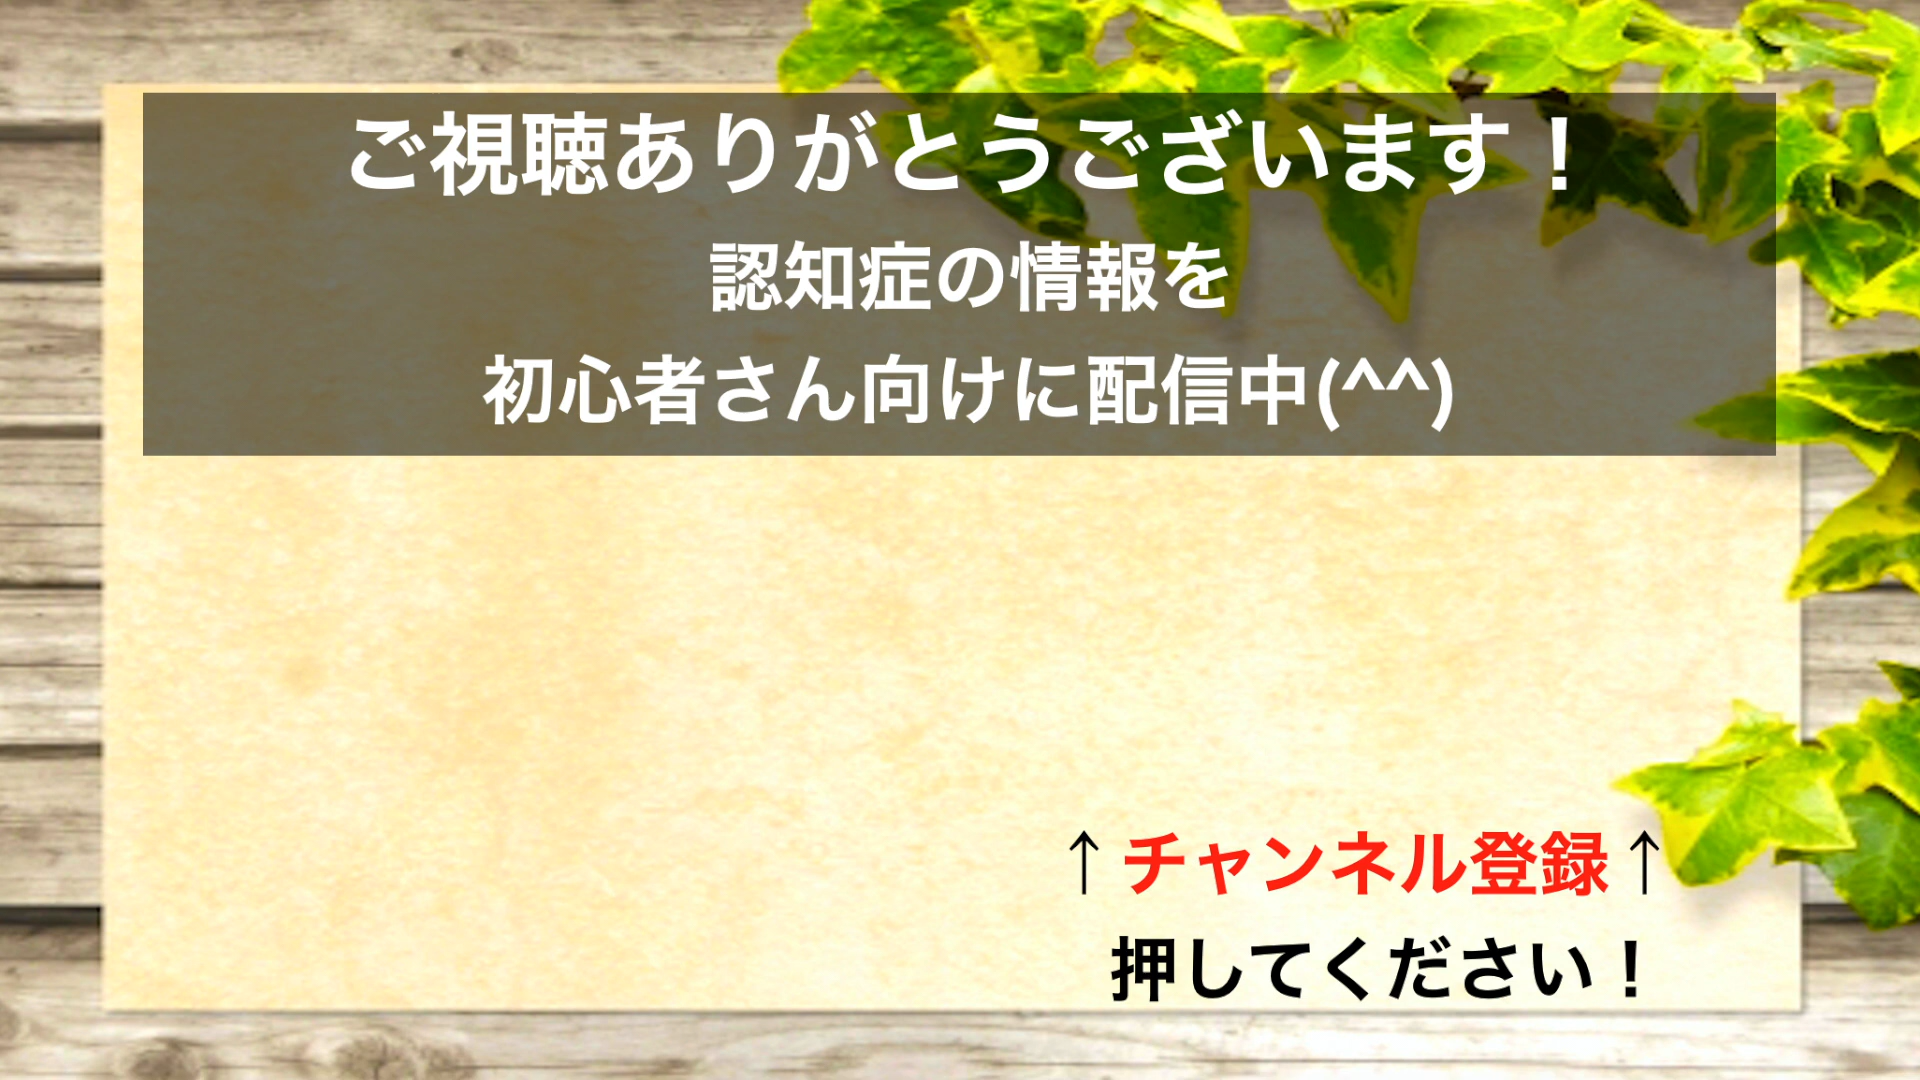 ご視聴ありがとうございます！
認知症の情報を
初心者さん向けに配信中(^^)
↑チャンネル登録↑
押してください！